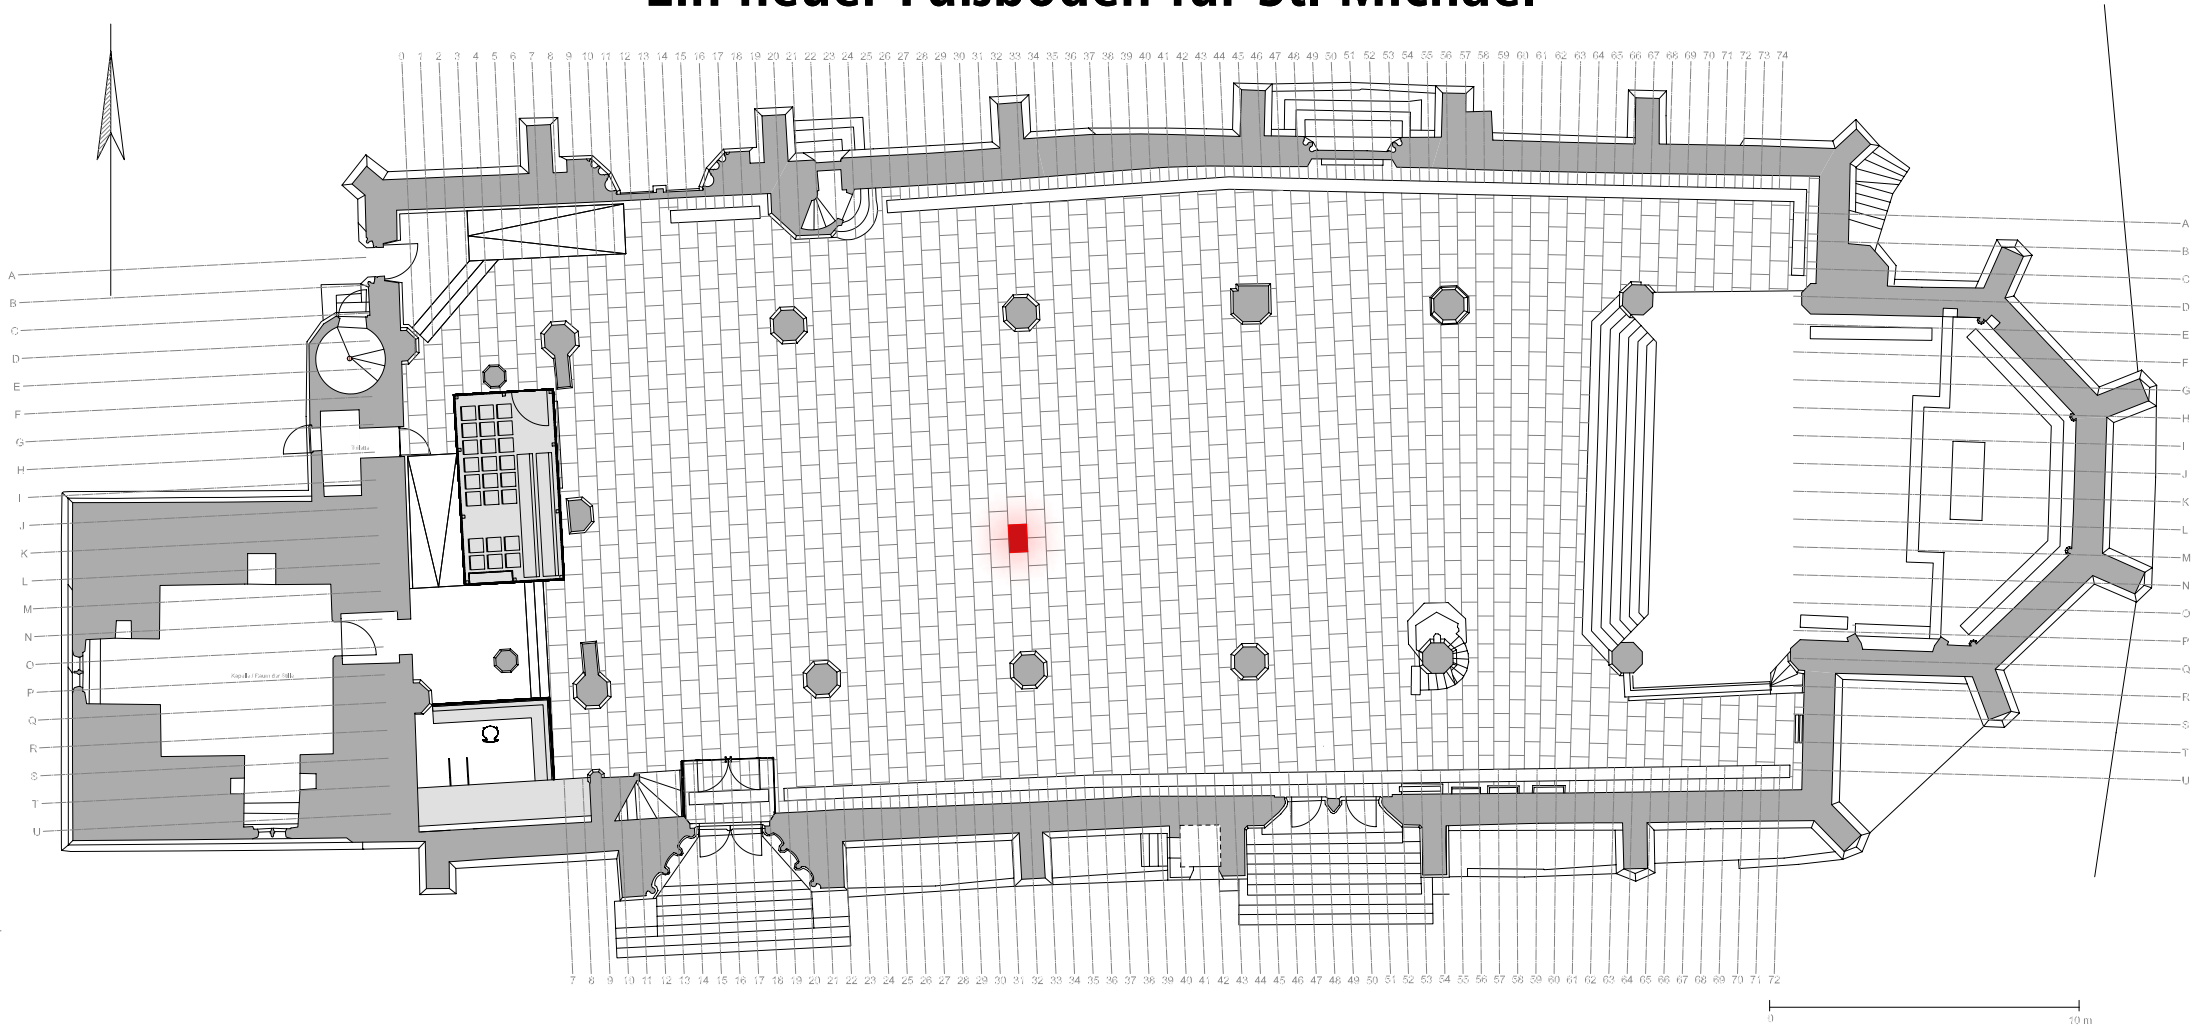 Ein neuer Fußboden für St. Michael
0 1 2 3 4 5 6 7 8 9 10 11 12 13 14 15 16 17 18 19 20 21 22 23 24 25 26 27 28 29 30 31 32 33 34 35 36 37 38 39 40 41 42 43 44 45 46 47 48 49 50 51 52 53 54 55 56 57 58 59 60 61 62 63 64 65 66 67 68 69 70 71 72 73 74
A
B
C
D
E
F
G
H
I
J
K
L
M
N
O
P
Q
R
S
T
U
A
B
C
D
E
F
G
H
I
J
K
L
M
N
O
P
Q
R
S
T
U
7 8 9 10 11 12 13 14 15 16 17 18 19 20 21 22 23 24 25 26 27 28 29 30 31 32 33 34 35 36 37 38 39 40 41 42 43 44 45 46 47 48 49 50 51 52 53 54 55 56 57 58 59 60 61 62 63 64 65 66 67 68 69 70 71 72
0 10 m